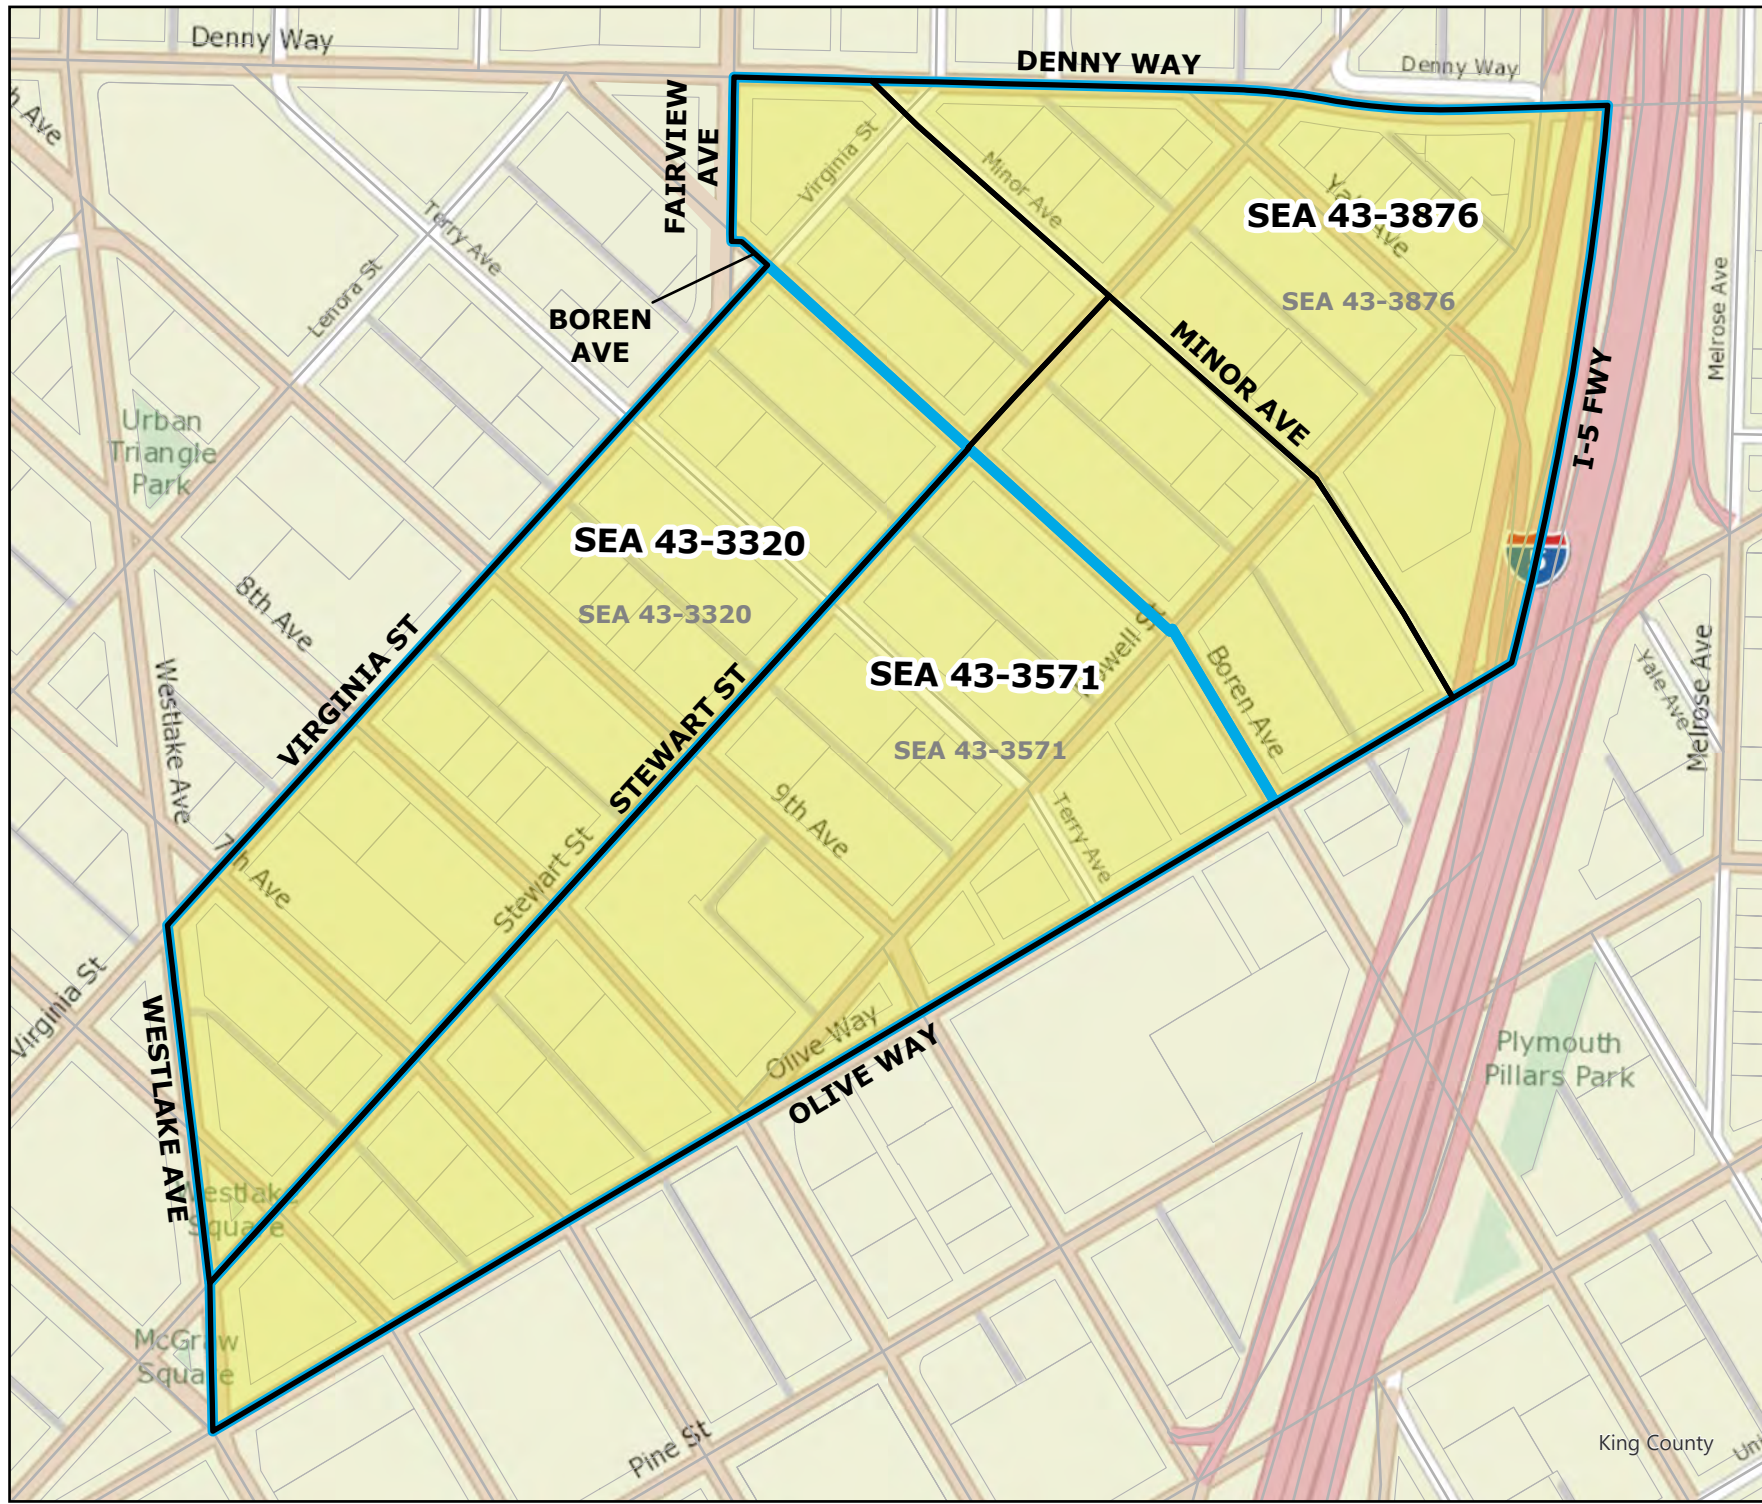 Denny Way
DENNY WAY
Denny Way
FAIRVIEW
AVE
Virginia St
Minor Ave
SEA 43-3876
SEA 43-3876
Terry Ave
Lenora St
BOREN
AVE
MINOR AVE
I-5 FWY
Melrose Ave
Urban
Triangle
Park
SEA 43-3320
SEA 43-3320
8th Ave
VIRGINIA ST
Westlake Ave
STEWART ST
SEA 43-3571
SEA 43-3571
Boren Ave
Yale Ave
Melrose Ave
9th Ave
Terry Ave
Stewart St
Virginia St
WESTLAKE AVE
Olive Way
OLIVE WAY
Plymouth
Pillars Park
Westlake
Square
McGraw
Square
Pine St
King County